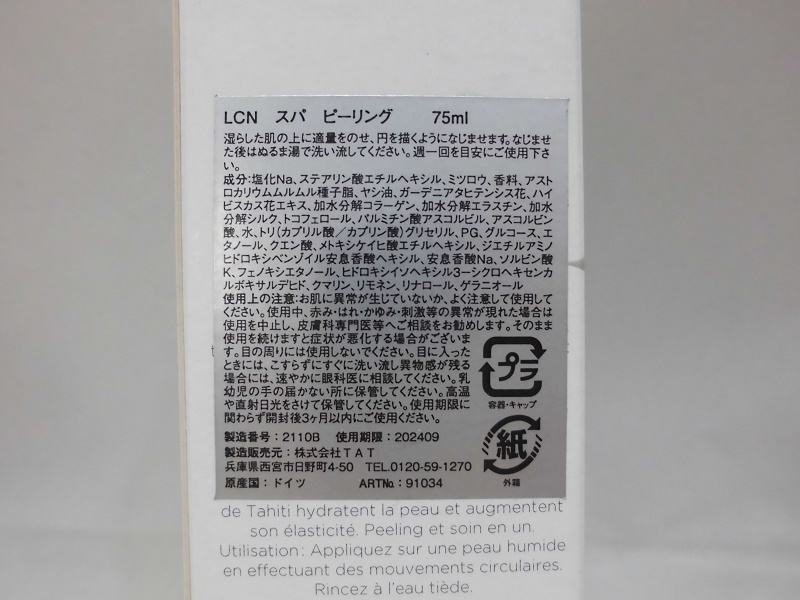 LCN スパ ピーリング 75ml
湿らした肌の上に適量をのせ、円を描くようになじませます。なじませ
た後はぬるま湯で洗い流してください。週一回を目安にご使用下さ
い。
成分:塩化Na、ステアリン酸エチルヘキシル、ミツロウ、香料、アスト
ロカリウムムルムル種子脂、ヤシ油、ガーデニアタヒテンシス花、ハイ
ビスカス花エキス、加水分解コラーゲン、加水分解エラスチン、加水
分解シルク、トコフェロール、パルミチン酸アスコルビル、アスコルビン
酸、水、トリ(カプリル酸/カプリン酸)グリセリル、PG、グルコース、エ
タノール、クエン酸、メトキシケイヒ酸エチルヘキシル、ジエチルアミノ
ヒドロキシベンゾイル安息香酸ヘキシル、安息香酸Na、ソルビン酸
K、フェノキシエタノール、ヒドロキシイソヘキシル3-シクロヘキセンカ
ルボキサルデヒド、クマリン、リモネン、リナロール、ゲラニオール
使用上の注意:お肌に異常が生じていないか、よく注意して使用して
ください。使用中、赤み・はれ・かゆみ・刺激等の異常が現れた場合は
使用を中止し、皮膚科専門医等へご相談をお勧めします。そのまま
使用を続けますと症状が悪化する場合がございま
す。目の周りには使用しないでください。目に入った
ときには、こすらずにすぐに洗い流し異物感が残る
場合には、速やかに眼科医に相談してください。乳
幼児の手の届かない所に保管してください。高温
や直射日光をさけて保管してください。使用期限に
関わらず開封後3ヶ月以内にご使用ください。
プラ
容器・キャップ
紙
外箱
製造番号:2110B 使用期限:202409
製造販売元:株式会社TAT
兵庫県西宮市日野町4-50 TEL.0120-59-1270
原産国:ドイツ ARTNo:91034
de Tahiti hydratent la peau et augmentent
son élasticité. Peeling et soin en un.
Utilisation: Appliquez sur une peau humide
en effectuant des mouvements circulaires.
Rincez à l'eau tiède.